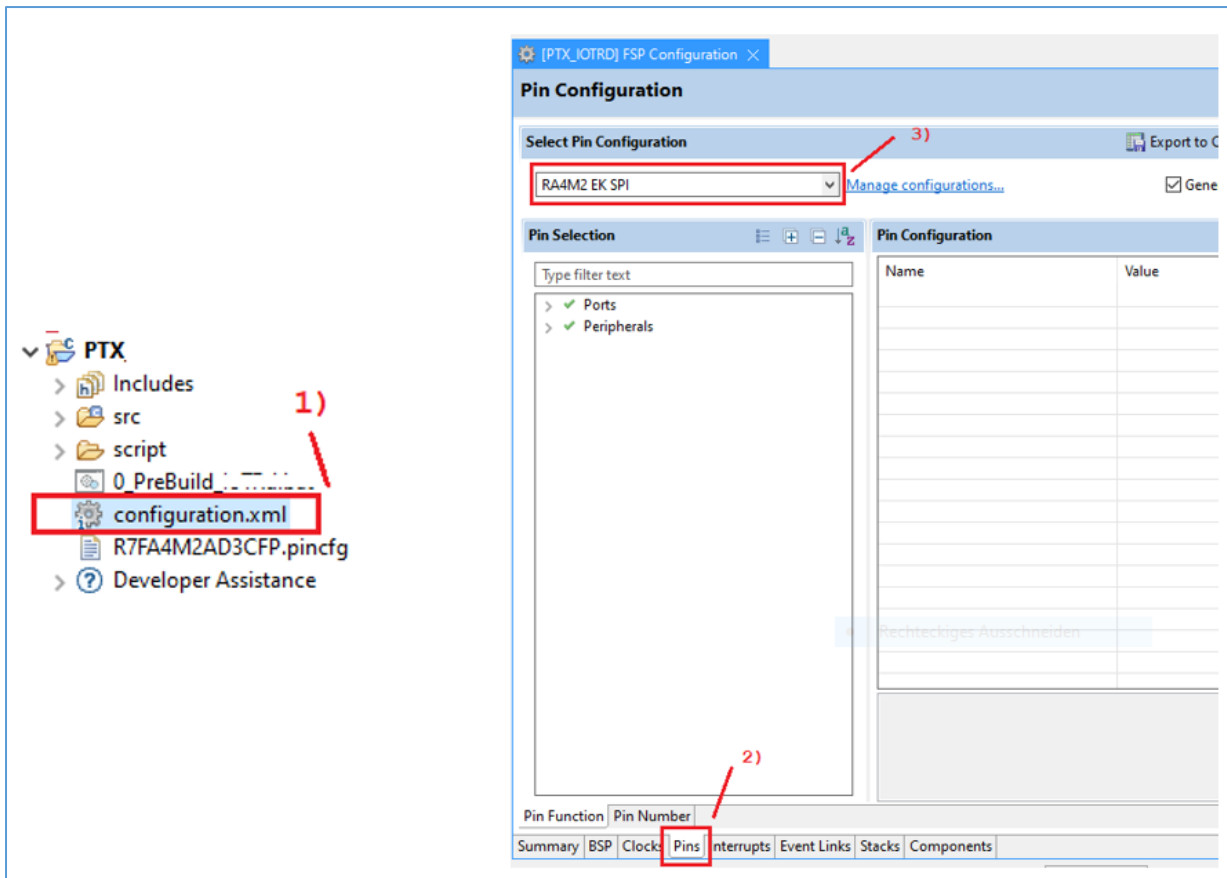 PTX
Includes
1)
src
script
0_PreBuild_
configuration.xml
R7FA4M2AD3CFP.pincfg
Developer Assistance
[PTX_IOTRD] FSP Configuration
Pin Configuration
Select Pin Configuration
3)
Export to C
RA4M2 EK SPI
Manage configurations...
Gene
Pin Selection
Pin Configuration
Type filter text
Name Value
Ports
Peripherals
Rechteckiges Ausschneiden
2)
Pin Function Pin Number
Summary BSP Clocks Pins nterrupts Event Links Stacks Components